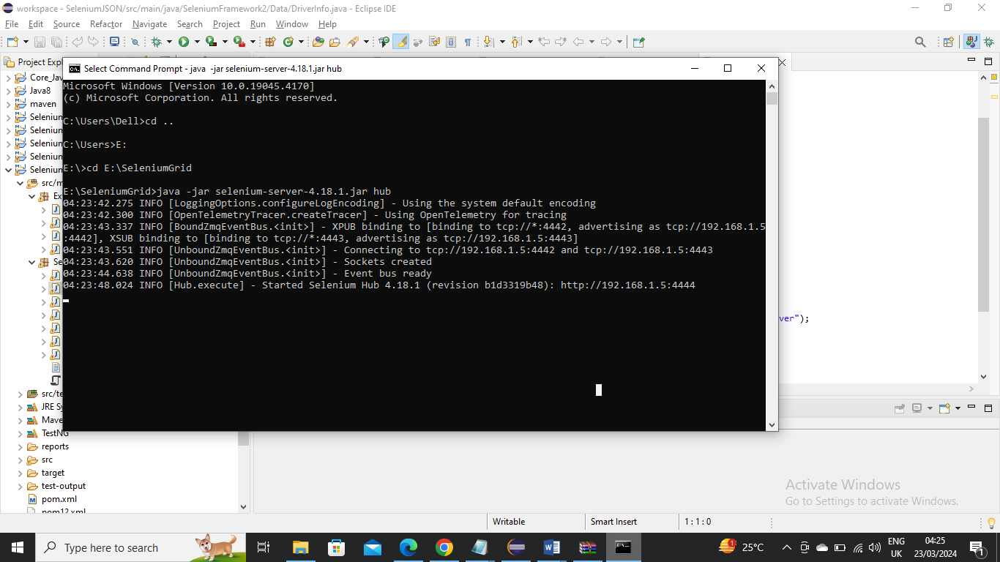 workspace - SeleniumJSON/src/main/java/SeleniumFramework2/Data/DriverInfo.java - Eclipse IDE
File Edit Source Refactor Navigate Search Project Run Window Help
Project Expl
Core_Jav
Java8
maven
Selenium
Selenium
Selenium
Selenium
Selenium
src/m
Ex
Se
src/te
JRE Sy
Mave
TestNG
reports
src
target
test-output
pom.xml
pom12.xml
Select Command Prompt - java -jar selenium-server-4.18.1.jar hub
Microsoft Windows [Version 10.0.19045.4170]
(c) Microsoft Corporation. All rights reserved.
C:\Users\Dell>cd ..
C:\Users>E:
E:\>cd E:\SeleniumGrid
E:\SeleniumGrid>java -jar selenium-server-4.18.1.jar hub
04:23:42.275 INFO [LoggingOptions.configureLogEncoding] - Using the system default encoding
04:23:42.300 INFO [OpenTelemetryTracer.createTracer] - Using OpenTelemetry for tracing
04:23:43.337 INFO [BoundZmqEventBus.<init>] - XPUB binding to [binding to tcp://*:4442, advertising as tcp://192.168.1.5
:4442], XSUB binding to [binding to tcp://*:4443, advertising as tcp://192.168.1.5:4443]
04:23:43.551 INFO [UnboundZmqEventBus.<init>] - Connecting to tcp://192.168.1.5:4442 and tcp://192.168.1.5:4443
04:23:43.620 INFO [UnboundZmqEventBus.<init>] - Sockets created
04:23:44.638 INFO [UnboundZmqEventBus.<init>] - Event bus ready
04:23:48.024 INFO [Hub.execute] - Started Selenium Hub 4.18.1 (revision b1d3319b48): http://192.168.1.5:4444
ver");
Activate Windows
Go to Settings to activate Windows.
Writable Smart Insert 1 : 1 : 0
Type here to search
25°C
ENG
UK
04:25
23/03/2024